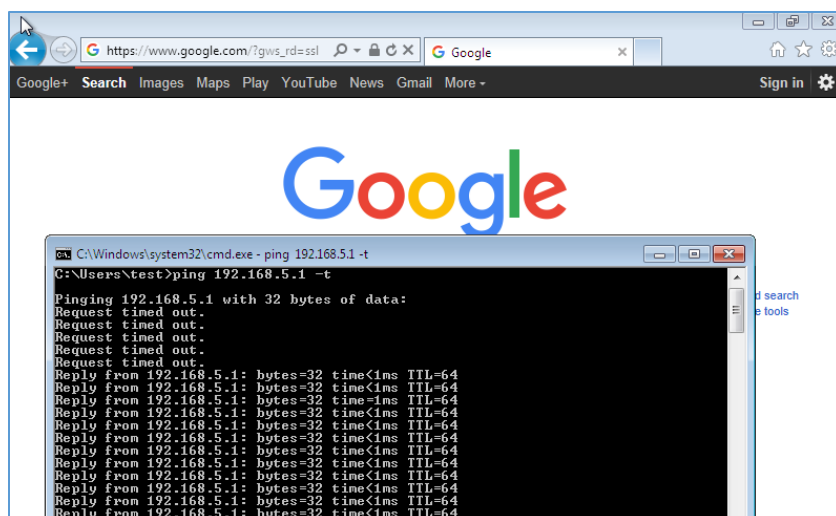 https://www.google.com/?gws_rd=ssl
Google
Google+ Search Images Maps Play YouTube News Gmail More
Sign in
Google
C:\Windows\system32\cmd.exe - ping 192.168.5.1 -t
C:\Users\test>ping 192.168.5.1 -t
Pinging 192.168.5.1 with 32 bytes of data:
Request timed out.
Request timed out.
Request timed out.
Request timed out.
Request timed out.
Reply from 192.168.5.1: bytes=32 time<1ms TTL=64
Reply from 192.168.5.1: bytes=32 time<1ms TTL=64
Reply from 192.168.5.1: bytes=32 time=1ms TTL=64
Reply from 192.168.5.1: bytes=32 time<1ms TTL=64
Reply from 192.168.5.1: bytes=32 time<1ms TTL=64
Reply from 192.168.5.1: bytes=32 time<1ms TTL=64
Reply from 192.168.5.1: bytes=32 time<1ms TTL=64
Reply from 192.168.5.1: bytes=32 time<1ms TTL=64
Reply from 192.168.5.1: bytes=32 time<1ms TTL=64
Reply from 192.168.5.1: bytes=32 time<1ms TTL=64
Reply from 192.168.5.1: bytes=32 time<1ms TTL=64
Reply from 192.168.5.1: bytes=32 time<1ms TTL=64
d search
e tools